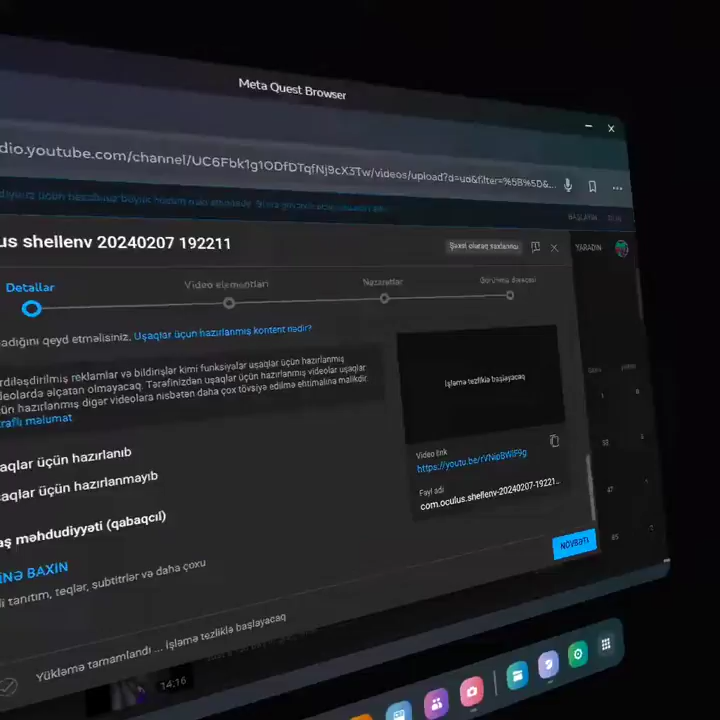 Meta Quest Browser
dio.youtube.com/channel/UC6Fbk1g1ODfDTqfNj9cX3Tw/videos/upload?d=ud&filter=%5B%5D&...
us shellenv 20240207 192211
Şəxsi olaraq saxlanılıb
YARADIN
Detallar
Video elementləri
Nəzarətlər
Görünmə dərəcəsi
adığını qeyd etməlisiniz. Uşaqlar üçün hazırlanmış kontent nədir?
rdiləşdirilmiş reklamlar və bildirişlər kimi funksiyalar uşaqlar üçün hazırlanmış
deolarda əlçatan olmayacaq. Tərəfinizdən uşaqlar üçün hazırlanmış videolar uşaqlar
ün hazırlanmış digər videolara nisbətən daha çox tövsiyə edilmə ehtimalına malikdir.
raflı məlumat
İşləmə tezliklə başlayacaq
Video link
https://youtu.be/rVNipBWIF9g
Fayl adı
com.oculus.shellenv-20240207-19221...
aqlar üçün hazırlanıb
aqlar üçün hazırlanmayıb
aş məhdudiyyəti (qabaqcıl)
NƏ BAXIN
li tanıtım, teqlər, subtitrlər və daha çoxu
NÖVBƏTİ
Yükləmə tamamlandı ... İşləmə tezliklə başlayacaq
14:16